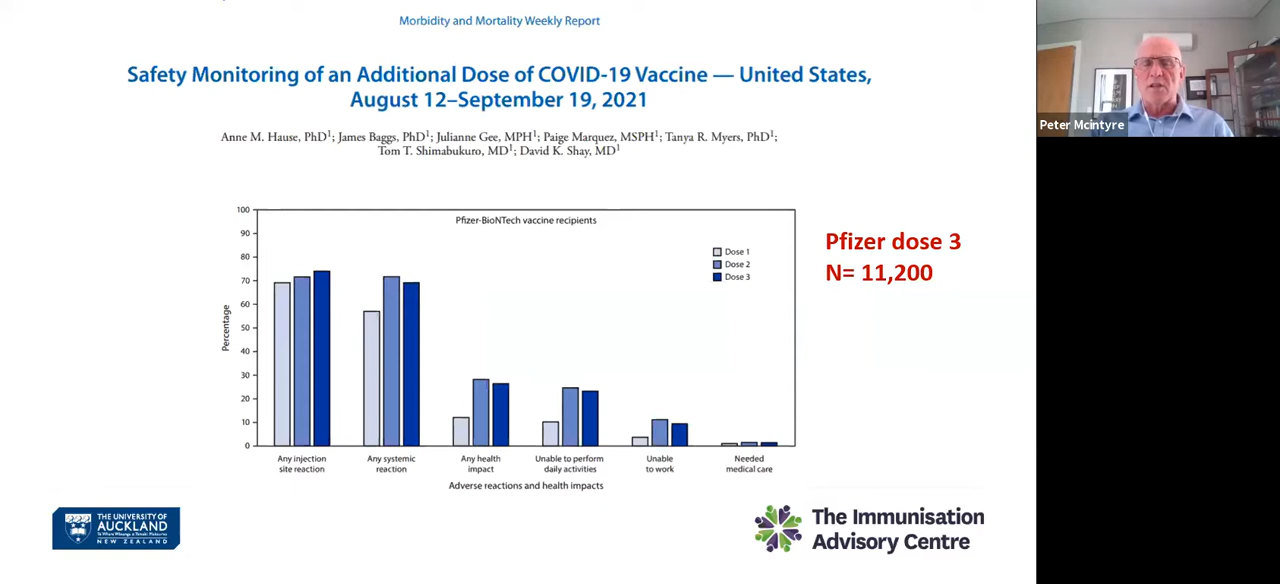 Morbidity and Mortality Weekly Report
Safety Monitoring of an Additional Dose of COVID-19 Vaccine — United States,
August 12–September 19, 2021
Anne M. Hause, PhD1; James Baggs, PhD1; Julianne Gee, MPH1; Paige Marquez, MSPH1; Tanya R. Myers, PhD1;
Tom T. Shimabukuro, MD1; David K. Shay, MD1
Peter Mcintyre
Pfizer-BioNTech vaccine recipients
Dose 1
Dose 2
Dose 3
Percentage
100
90
80
70
60
50
40
30
20
10
0
Any injection
site reaction
Any systemic
reaction
Any health
impact
Unable to perform
daily activities
Unable
to work
Needed
medical care
Adverse reactions and health impacts
Pfizer dose 3
N= 11,200
THE UNIVERSITY OF
AUCKLAND
Te Whare Wānanga o Tāmaki Makaurau
NEW ZEALAND
The Immunisation
Advisory Centre